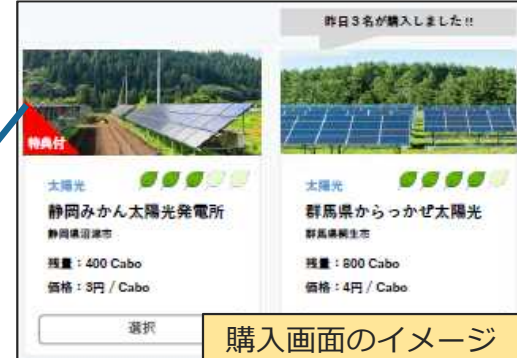 昨日3名が購入しました!!
特典付
太陽光
静岡みかん太陽光発電所
静岡県沼津市
残量:400 Cabo
価格:3円 / Cabo
選択
太陽光
群馬県からっかぜ太陽光
群馬県桐生市
残量:800 Cabo
価格:4円 / Cabo
購入画面のイメージ